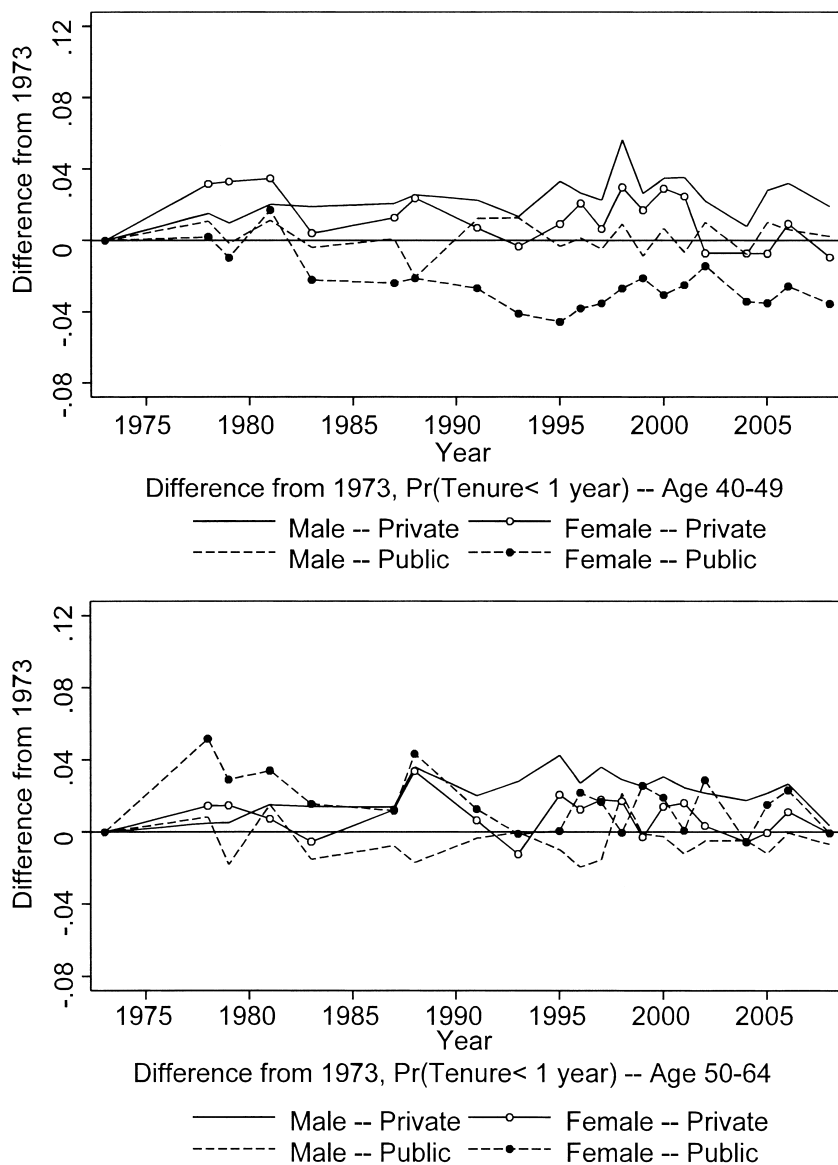 .12
.08
.04
0
-.04
-.08
Difference from 1973
1975 1980 1985 1990 1995 2000 2005
Year
Difference from 1973, Pr(Tenure< 1 year) -- Age 40-49
Male -- Private Female -- Private
Male -- Public Female -- Public
.12
.08
.04
0
-.04
-.08
Difference from 1973
1975 1980 1985 1990 1995 2000 2005
Year
Difference from 1973, Pr(Tenure< 1 year) -- Age 50-64
Male -- Private Female -- Private
Male -- Public Female -- Public